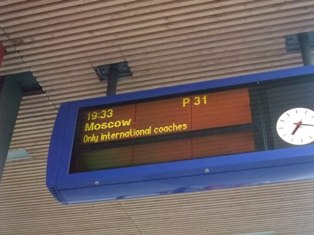 19:33 P 31
Moscow
Only international coaches